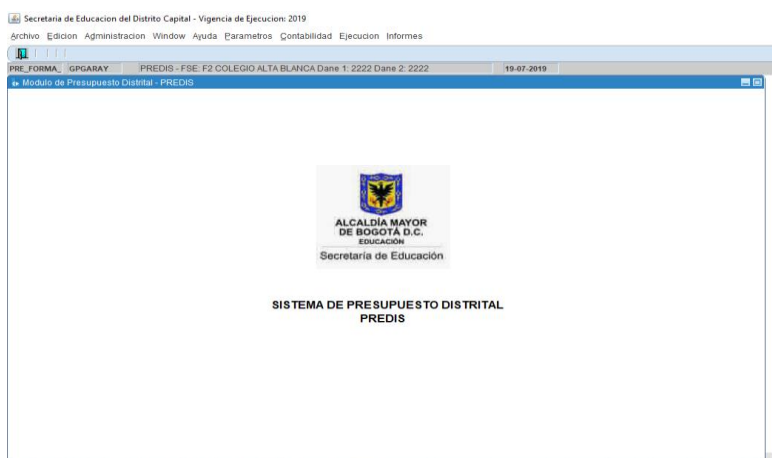 Secretaria de Educacion del Distrito Capital - Vigencia de Ejecucion: 2019
Archivo Edicion Administracion Window Ayuda Parametros Contabilidad Ejecucion Informes
PRE_FORMA_ GPGARAY PREDIS - FSE: F2 COLEGIO ALTA BLANCA Dane 1: 2222 Dane 2: 2222 19-07-2019
Modulo de Presupuesto Distrital - PREDIS
ALCALDÍA MAYOR
DE BOGOTÁ D.C.
EDUCACIÓN
Secretaría de Educación
SISTEMA DE PRESUPUESTO DISTRITAL
PREDIS